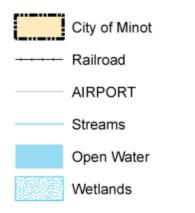 City of Minot
Railroad
AIRPORT
Streams
Open Water
Wetlands